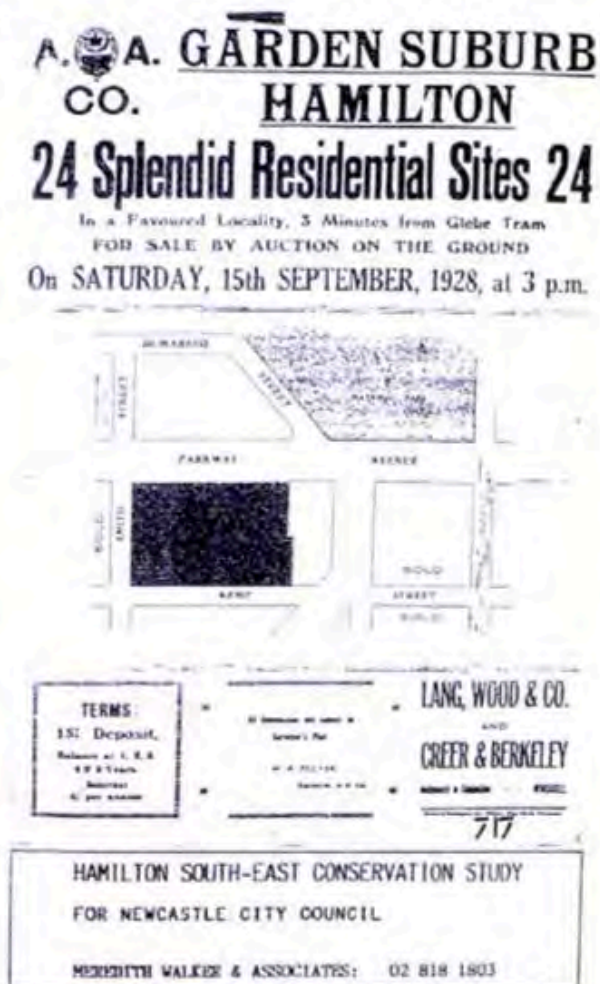 A. A. GARDEN SUBURB
CO. HAMILTON
24 Splendid Residential Sites 24
In a Favoured Locality, 3 Minutes from Glebe Tram
FOR SALE BY AUCTION ON THE GROUND
On SATURDAY, 15th SEPTEMBER, 1928, at 3 p.m.
STREET
STREET
PARKWAY AVENUE
SOLD
SMITH
SOLD
KENT STREET
SOLD
TERMS:
Deposit,
LANG, WOOD & CO.
AND
CREER & BERKELEY
717
HAMILTON SOUTH-EAST CONSERVATION STUDY
FOR NEWCASTLE CITY COUNCIL
MEREDITH WALKER & ASSOCIATES: 02 818 1803